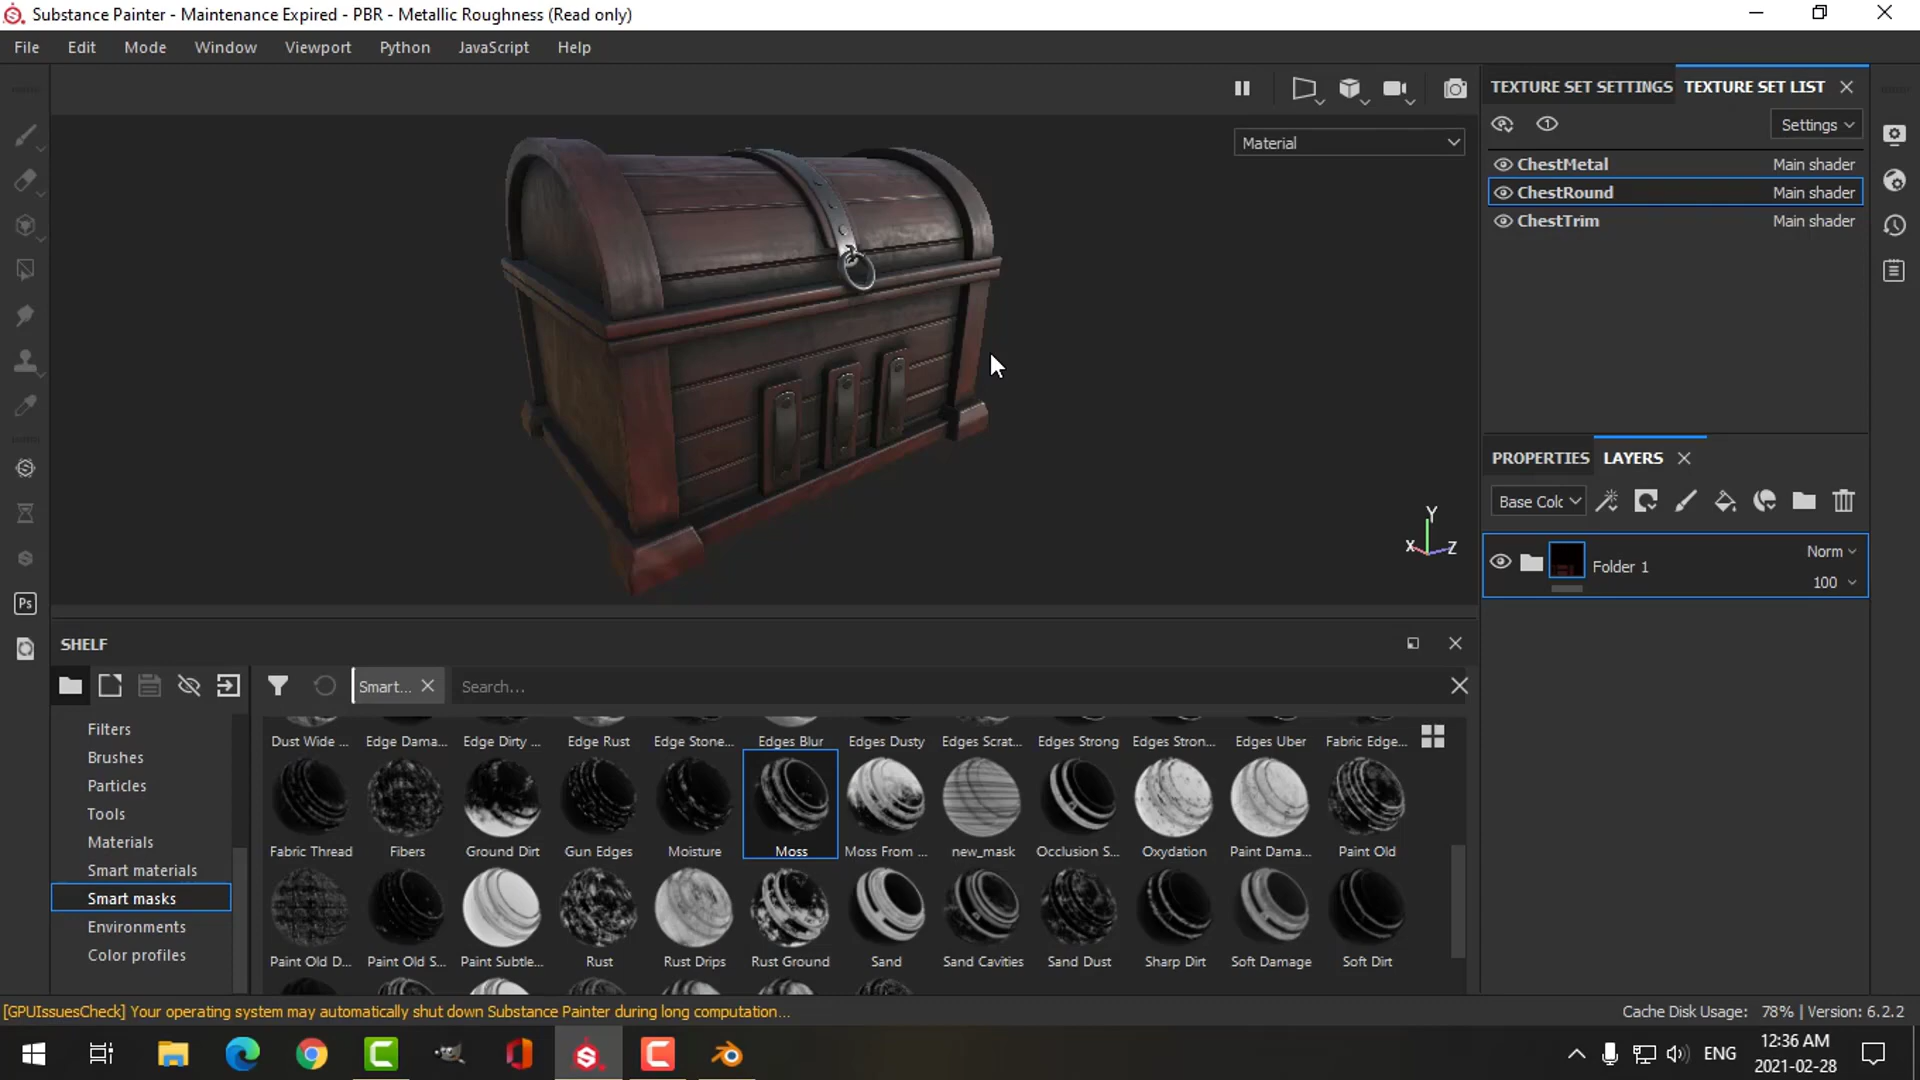 Substance Painter - Maintenance Expired - PBR - Metallic Roughness (Read only)
File Edit Mode Window Viewport Python JavaScript Help
TEXTURE SET SETTINGS TEXTURE SET LIST
1 Settings
Material
ChestMetal Main shader
ChestRound Main shader
ChestTrim Main shader
Y
X Z
PROPERTIES LAYERS
Base Colc
Norm
Folder 1
100
Ps
SHELF
Smart... Search...
Filters
Brushes
Particles
Tools
Materials
Smart materials
Smart masks
Environments
Color profiles
Dust Wide ... Edge Dama... Edge Dirty ... Edge Rust Edge Stone... Edges Blur Edges Dusty Edges Scrat... Edges Strong Edges Stron... Edges Uber Fabric Edge...
Fabric Thread Fibers Ground Dirt Gun Edges Moisture Moss Moss From ... new_mask Occlusion S... Oxydation Paint Dama... Paint Old
Paint Old D... Paint Old S... Paint Subtle... Rust Rust Drips Rust Ground Sand Sand Cavities Sand Dust Sharp Dirt Soft Damage Soft Dirt
[GPUIssuesCheck] Your operating system may automatically shut down Substance Painter during long computation...
Cache Disk Usage: 78% | Version: 6.2.2
ENG
12:36 AM
2021-02-28